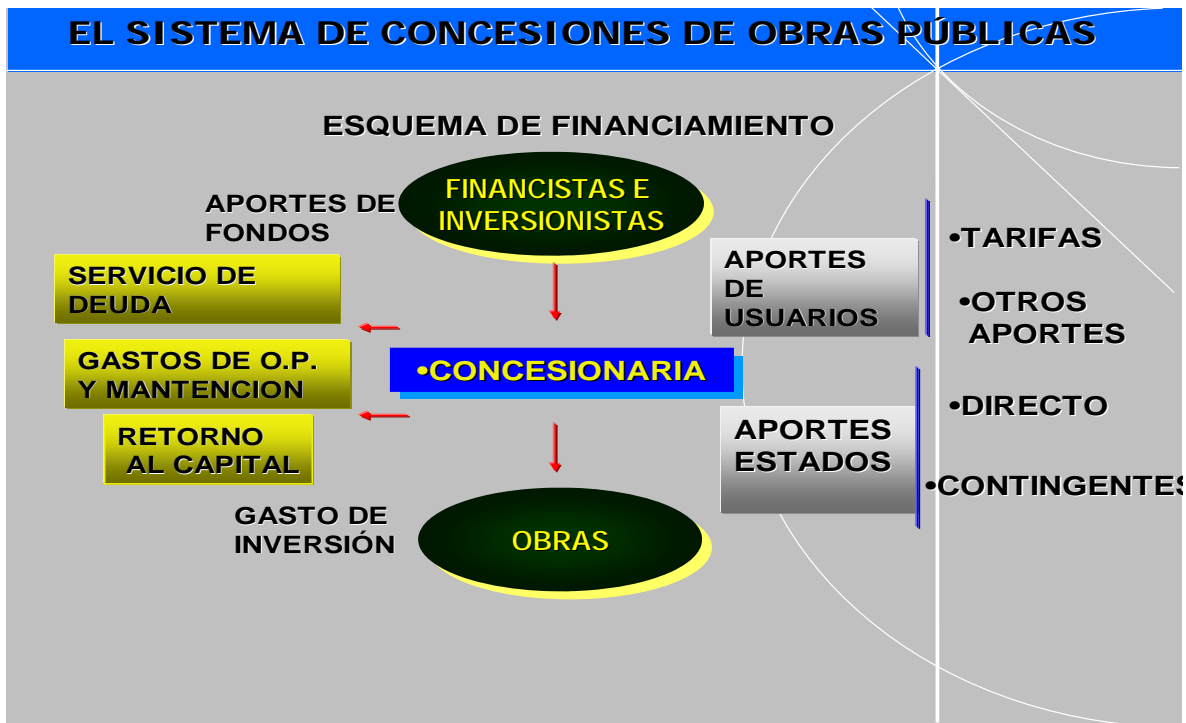 EL SISTEMA DE CONCESIONES DE OBRAS PÚBLICAS
ESQUEMA DE FINANCIAMIENTO
FINANCISTAS E
INVERSIONISTAS
APORTES DE
FONDOS
SERVICIO DE
DEUDA
GASTOS DE O.P.
Y MANTENCION
RETORNO
AL CAPITAL
•CONCESIONARIA
GASTO DE
INVERSIÓN
OBRAS
APORTES
DE
USUARIOS
•TARIFAS
•OTROS
APORTES
APORTES
ESTADOS
•DIRECTO
•CONTINGENTES